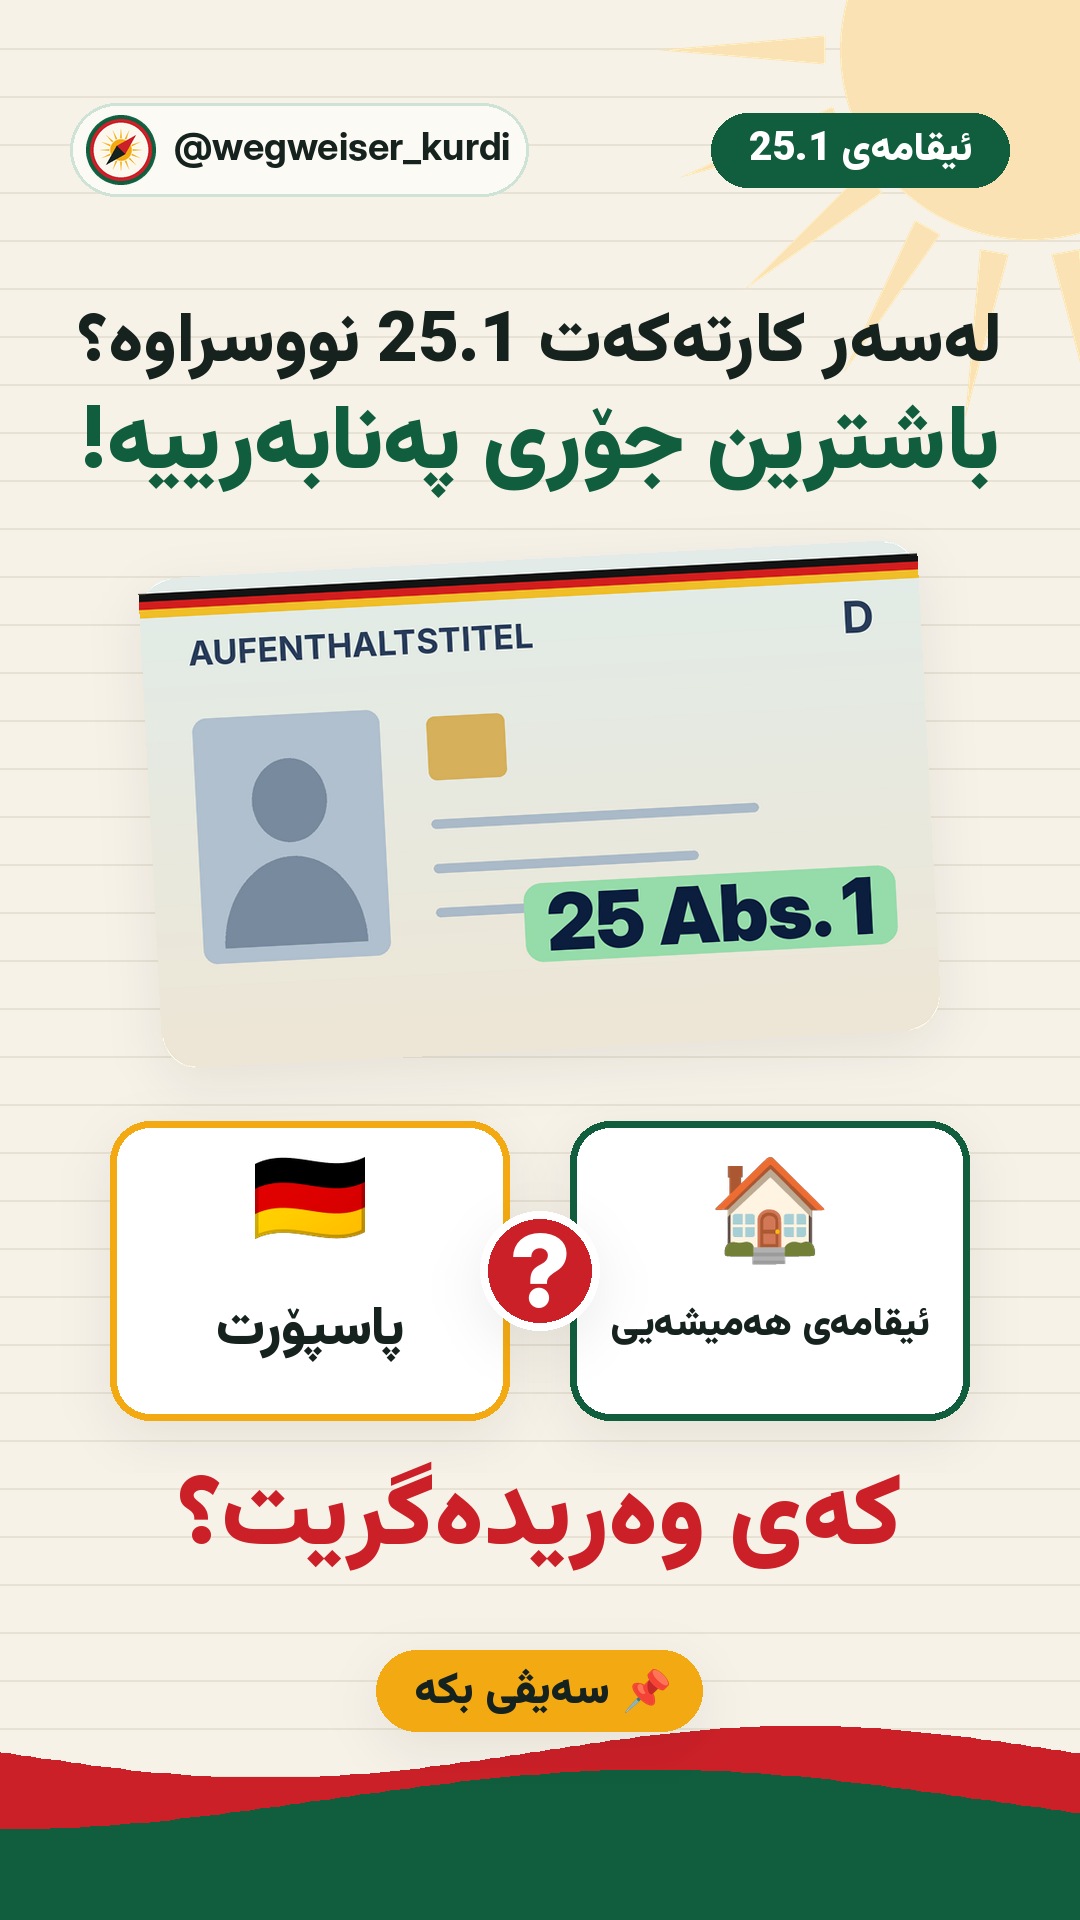 @wegweiser_kurdi
ئیقامەی 25.1
لەسەر کارتەکەت 25.1 نووسراوە؟
باشترین جۆری پەنابەرییە!
AUFENTHALTSTITEL
D
25 Abs. 1
ئیقامەی هەمیشەیی
?
پاسپۆرت
کەی وەریدەگریت؟
📌 سەیڤی بکە